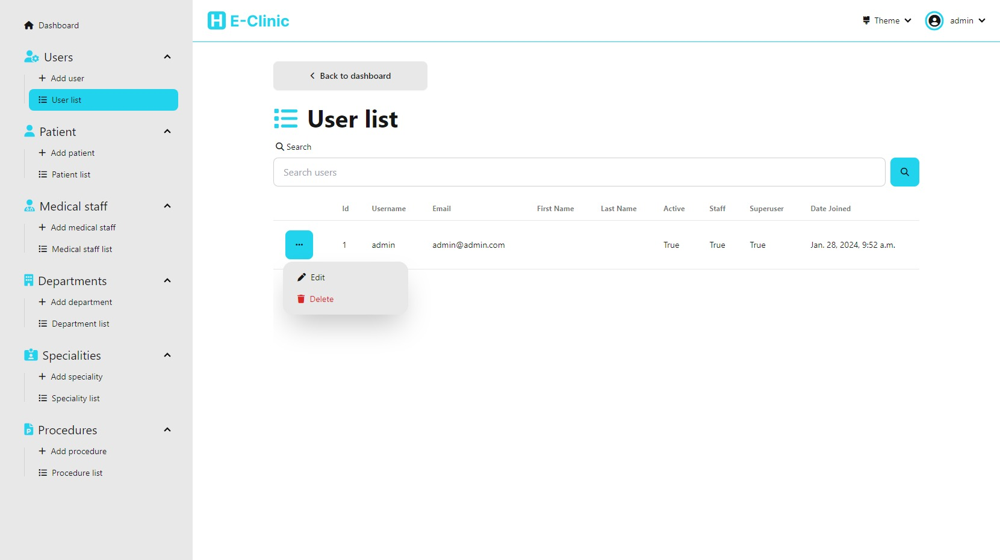 Dashboard
Users
Add user
User list
Patient
Add patient
Patient list
Medical staff
Add medical staff
Medical staff list
Departments
Add department
Department list
Specialities
Add speciality
Speciality list
Procedures
Add procedure
Procedure list
H E-Clinic
Theme
admin
Back to dashboard
User list
Search
Search users
Id Username Email First Name Last Name Active Staff Superuser Date Joined
1 admin admin@admin.com True True True Jan. 28, 2024, 9:52 a.m.
Edit
Delete